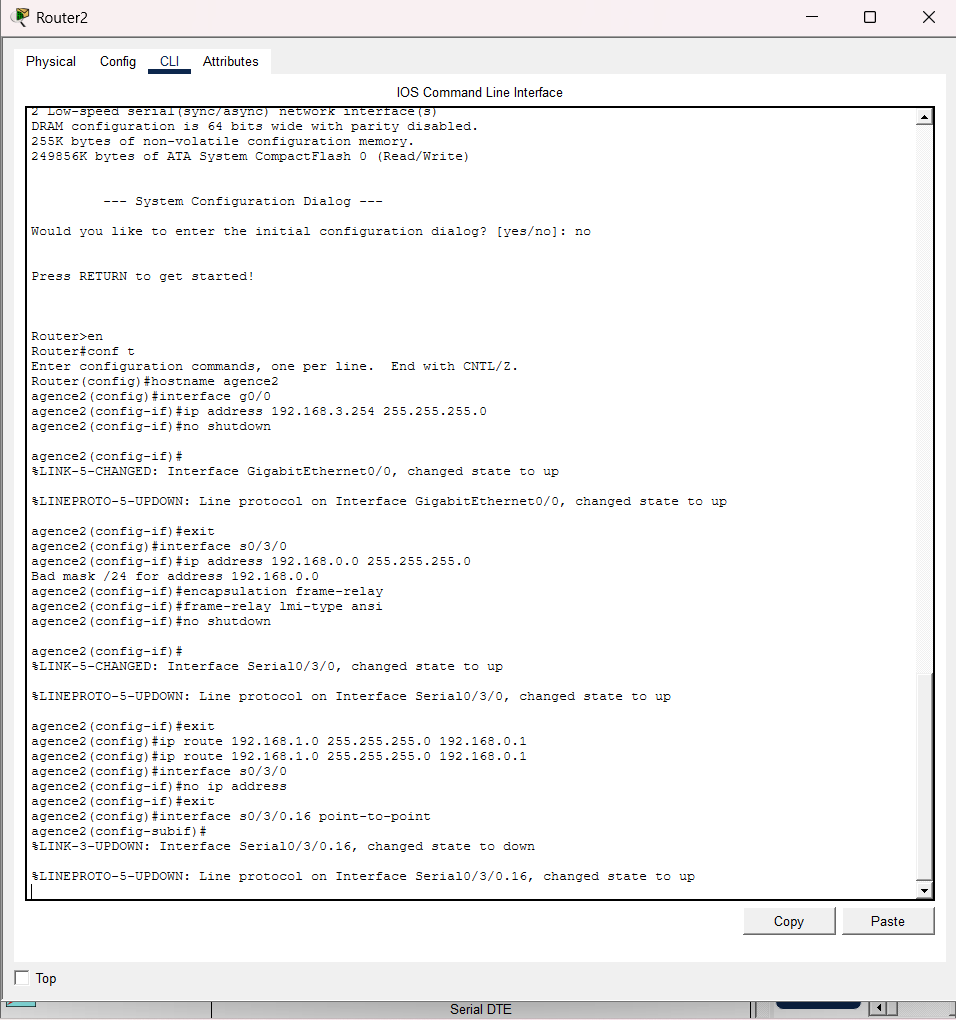 Router2
Physical Config CLI Attributes
IOS Command Line Interface
2 Low-speed serial(sync/async) network interface(s)
DRAM configuration is 64 bits wide with parity disabled.
255K bytes of non-volatile configuration memory.
249856K bytes of ATA System CompactFlash 0 (Read/Write)
--- System Configuration Dialog ---
Would you like to enter the initial configuration dialog? [yes/no]: no
Press RETURN to get started!
Router>en
Router#conf t
Enter configuration commands, one per line.  End with CNTL/Z.
Router(config)#hostname agence2
agence2(config)#interface g0/0
agence2(config-if)#ip address 192.168.3.254 255.255.255.0
agence2(config-if)#no shutdown
agence2(config-if)#
%LINK-5-CHANGED: Interface GigabitEthernet0/0, changed state to up
%LINEPROTO-5-UPDOWN: Line protocol on Interface GigabitEthernet0/0, changed state to up
agence2(config-if)#exit
agence2(config)#interface s0/3/0
agence2(config-if)#ip address 192.168.0.0 255.255.255.0
Bad mask /24 for address 192.168.0.0
agence2(config-if)#encapsulation frame-relay
agence2(config-if)#frame-relay lmi-type ansi
agence2(config-if)#no shutdown
agence2(config-if)#
%LINK-5-CHANGED: Interface Serial0/3/0, changed state to up
%LINEPROTO-5-UPDOWN: Line protocol on Interface Serial0/3/0, changed state to up
agence2(config-if)#exit
agence2(config)#ip route 192.168.1.0 255.255.255.0 192.168.0.1
agence2(config)#ip route 192.168.1.0 255.255.255.0 192.168.0.1
agence2(config)#interface s0/3/0
agence2(config-if)#no ip address
agence2(config-if)#exit
agence2(config)#interface s0/3/0.16 point-to-point
agence2(config-subif)#
%LINK-3-UPDOWN: Interface Serial0/3/0.16, changed state to down
%LINEPROTO-5-UPDOWN: Line protocol on Interface Serial0/3/0.16, changed state to up
Copy Paste
Top
Serial DTE